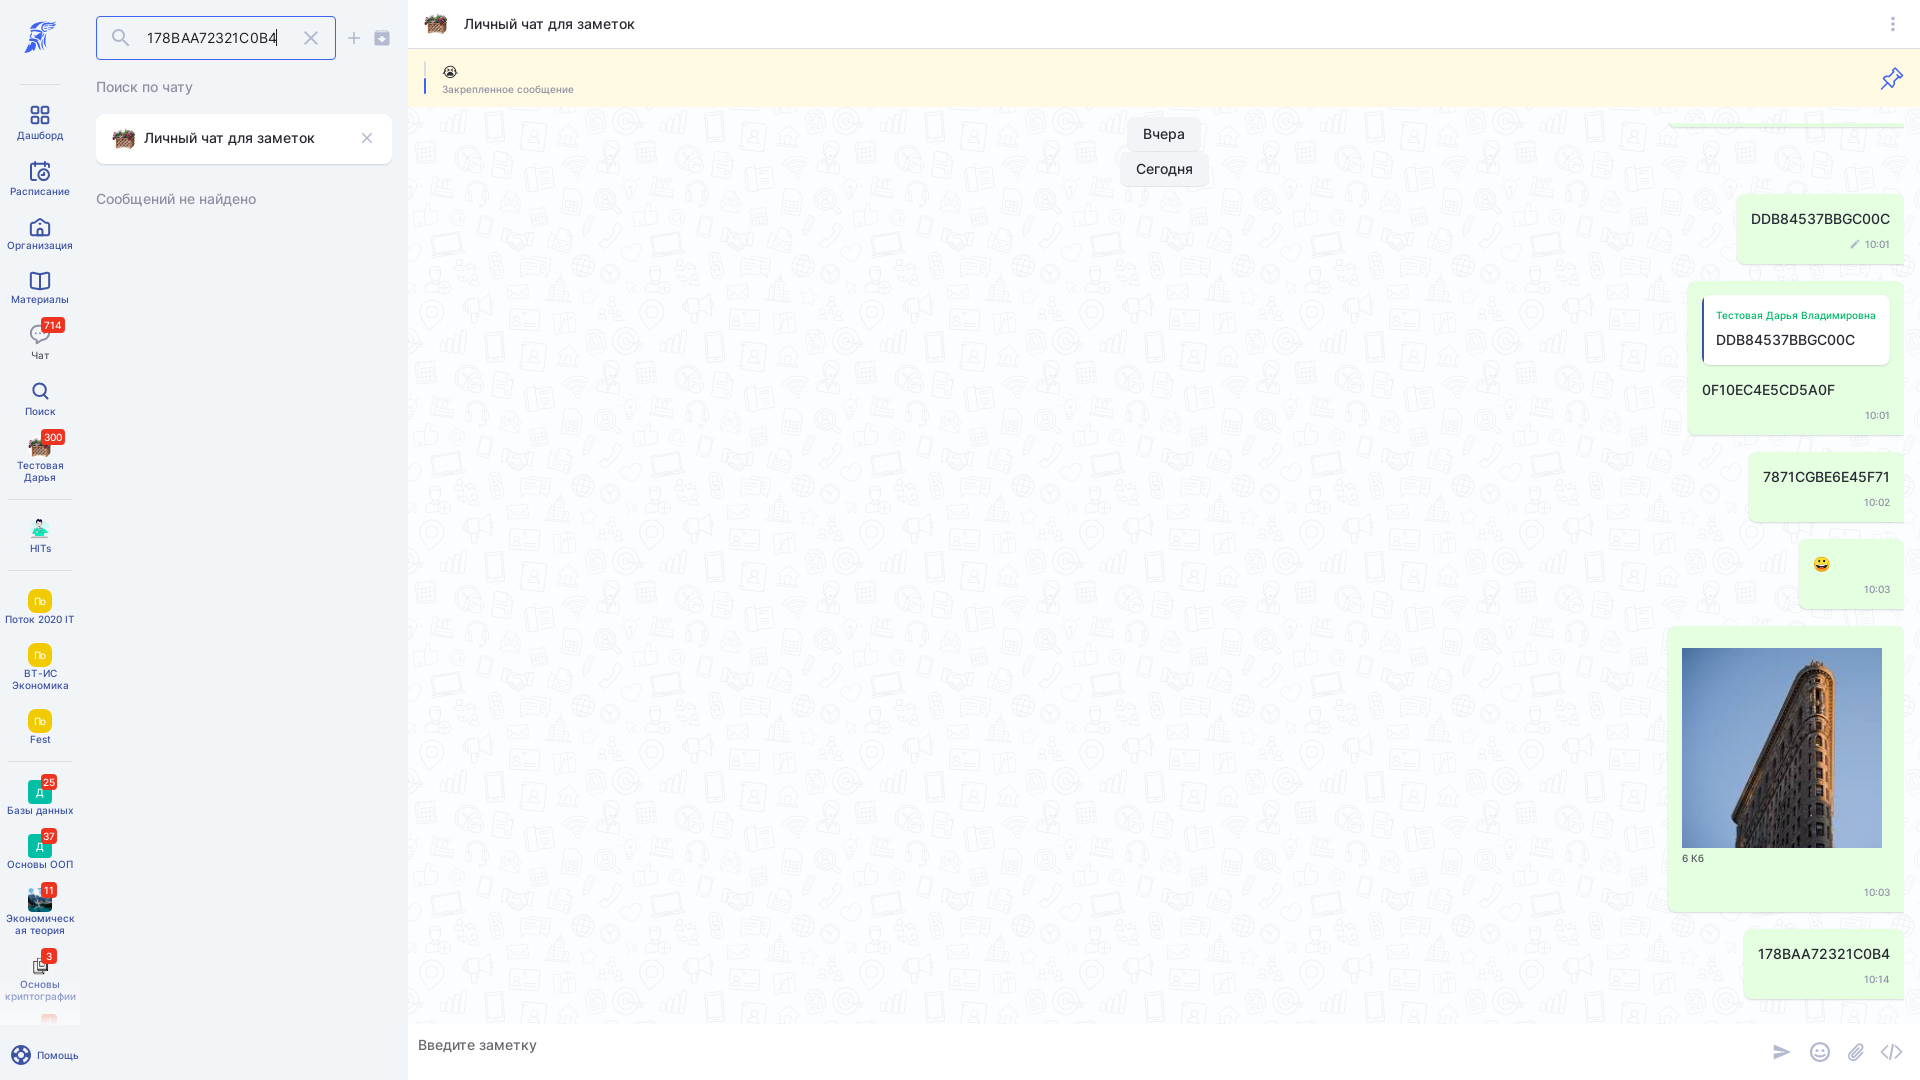 178BAA72321C0B4
Поиск по чату
Личный чат для заметок
Сообщений не найдено
Дашборд
Расписание
Организация
Материалы
714
Чат
Поиск
300
Тестовая
Дарья
HITs
По
Поток 2020 IT
По
ВТ-ИС
Экономика
По
Fest
25
Д
Базы данных
37
Д
Основы ООП
11
Экономическ
ая теория
3
Основы
криптографии
Помощь
Личный чат для заметок
Закрепленное сообщение
Вчера
Сегодня
DDB84537BBGC00C
10:01
Тестовая Дарья Владимировна
DDB84537BBGC00C
0F10EC4E5CD5A0F
10:01
7871CGBE6E45F71
10:02
10:03
6 Кб
10:03
178BAA72321C0B4
10:14
Введите заметку